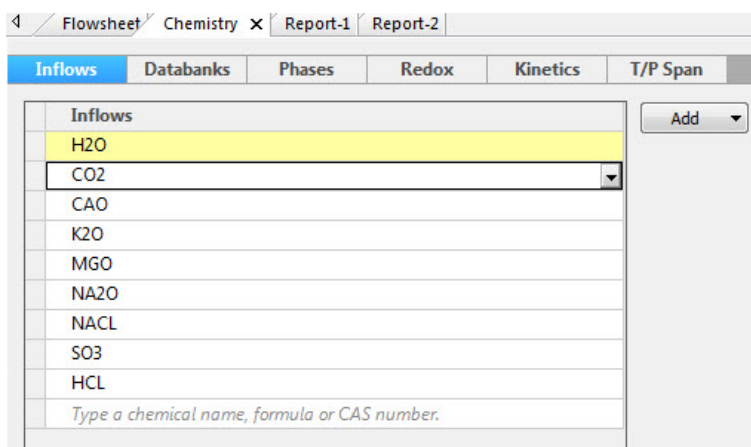 Flowsheet Chemistry X Report-1 Report-2
Inflows Databanks Phases Redox Kinetics T/P Span
Inflows
Add
H2O
CO2
CAO
K2O
MGO
NA2O
NACL
SO3
HCL
Type a chemical name, formula or CAS number.